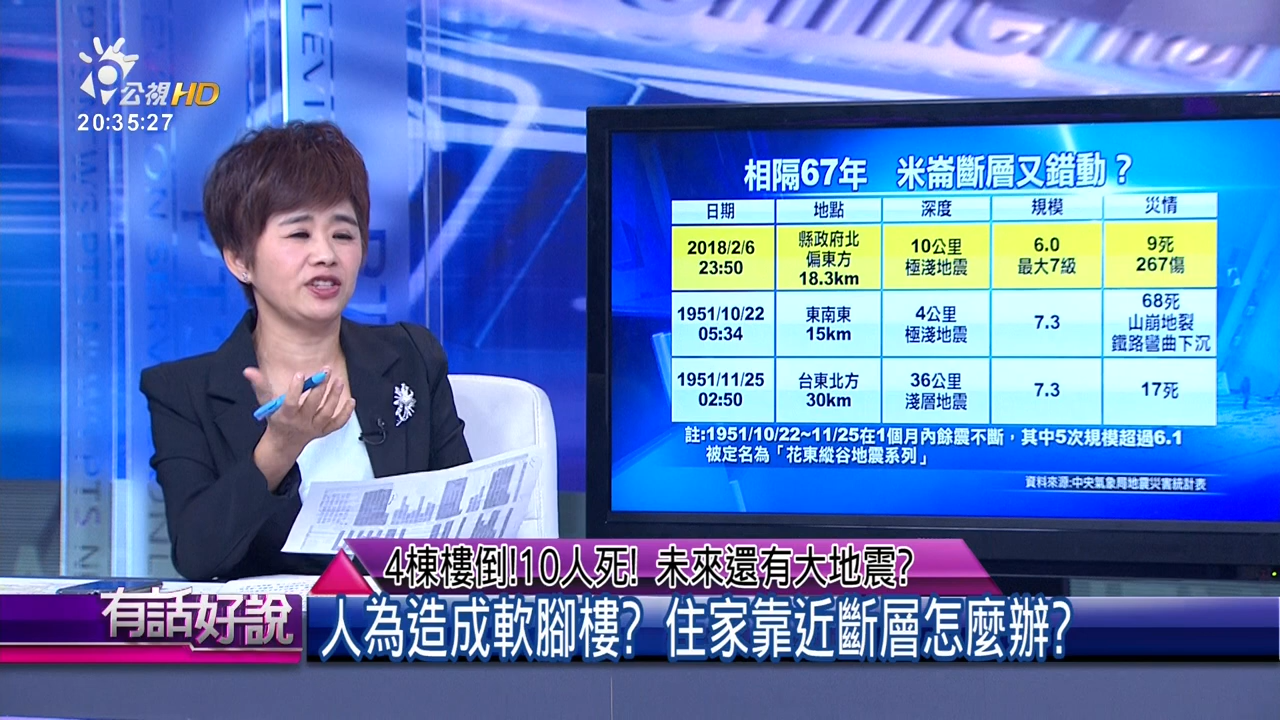 公視HD
20:35:27
相隔67年 米崙斷層又錯動？
日期 地點 深度 規模 災情
2018/2/6 23:50 縣政府北偏東方 18.3km 10公里 極淺地震 6.0 最大7級 9死 267傷
1951/10/22 05:34 東南東 15km 4公里 極淺地震 7.3 68死 山崩地裂 鐵路彎曲下沉
1951/11/25 02:50 台東北方 30km 36公里 淺層地震 7.3 17死
註:1951/10/22~11/25在1個月內餘震不斷，其中5次規模超過6.1
被定名為「花東縱谷地震系列」
資料來源:中央氣象局地震災害統計表
4棟樓倒!10人死! 未來還有大地震?
有話好說
人為造成軟腳樓? 住家靠近斷層怎麼辦?